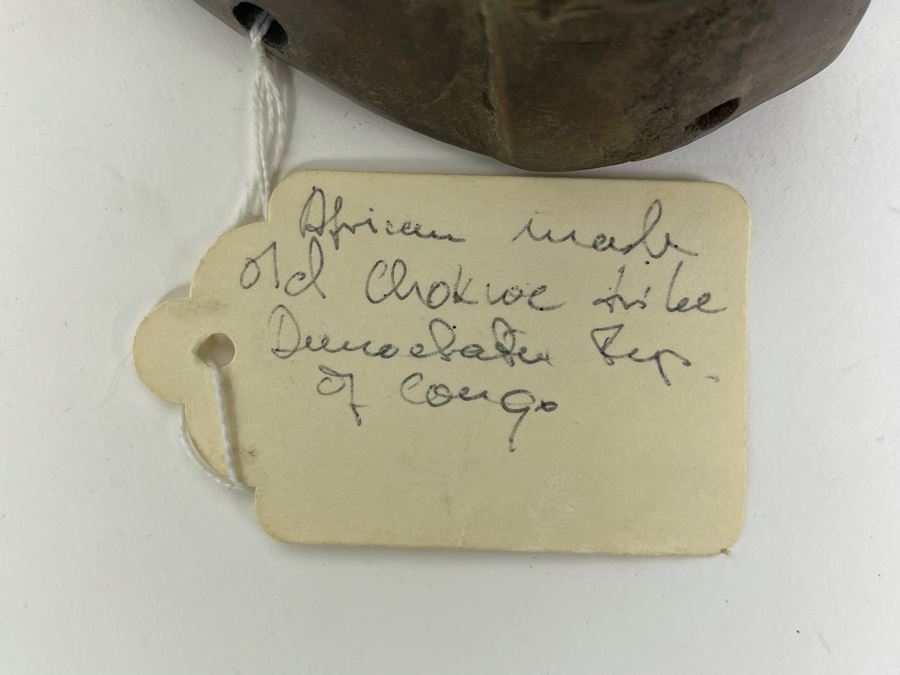 African made
old Chokwe tribe
Democratic Rep.
of Congo